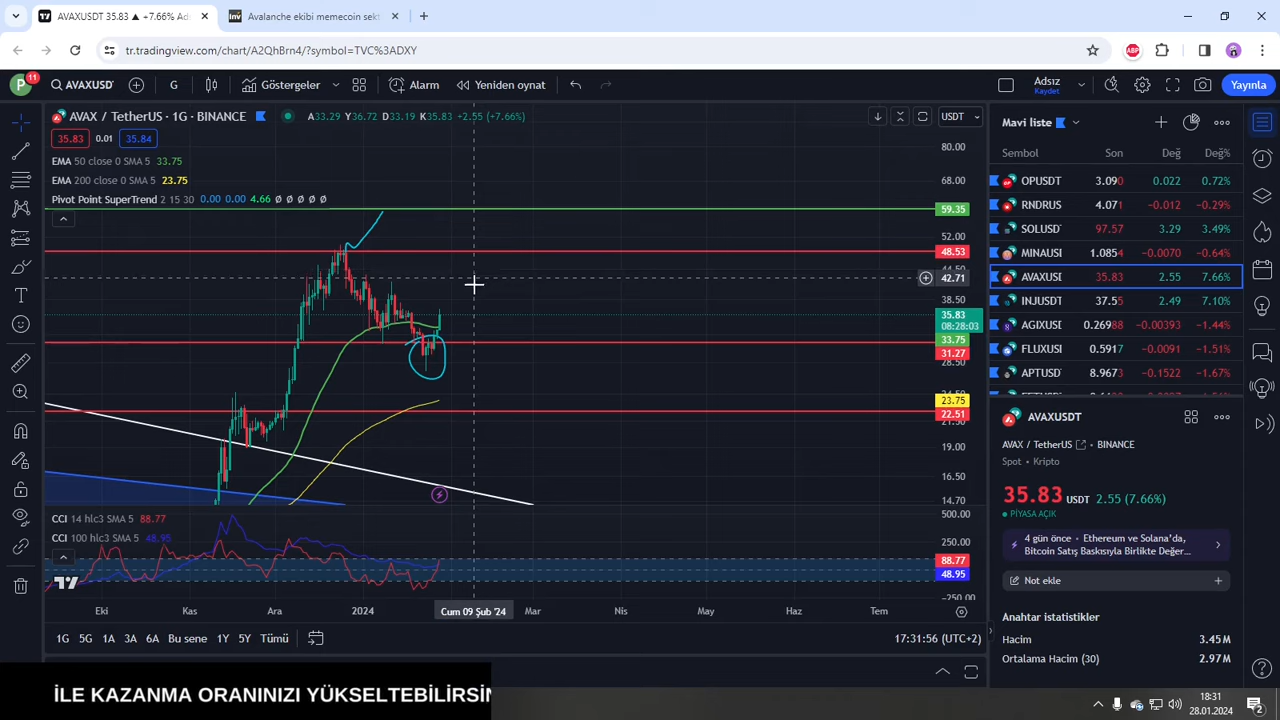 AVAXUSDT 35.83 ▲ +7.66% Ad
Avalanche ekibi memecoin sekt
tr.tradingview.com/chart/A2QhBrn4/?symbol=TVC%3ADXY
ABP
P 11
AVAXUSD
G
Göstergeler
Alarm
Yeniden oynat
Adsız
Kaydet
Yayınla
AVAX / TetherUS · 1G · BINANCE
A33.29 Y36.72 D33.19 K35.83 +2.55 (+7.66%)
USDT
35.83 0.01 35.84
EMA 50 close 0 SMA 5 33.75
EMA 200 close 0 SMA 5 23.75
Pivot Point SuperTrend 2 15 30 0.00 0.00 4.66 Ø Ø Ø Ø Ø
80.00
68.00
59.35
52.00
48.53
42.71
38.50
35.83
08:28:03
33.75
31.27
28.50
23.75
22.51
19.00
16.50
14.70
CCI 14 hlc3 SMA 5 88.77
CCI 100 hlc3 SMA 5 48.95
500.00
250.00
88.77
48.95
-250.00
Eki Kas Ara 2024 Cum 09 Şub '24 Mar Nis May Haz Tem
1G 5G 1A 3A 6A Bu sene 1Y 5Y Tümü
17:31:56 (UTC+2)
Mavi liste
Sembol Son Değ Değ%
OPUSDT 3.090 0.022 0.72%
RNDRUS 4.071 −0.012 −0.29%
SOLUSD 97.57 3.29 3.49%
MINAUSI 1.0854 −0.0070 −0.64%
AVAXUSI 35.83 2.55 7.66%
INJUSDT 37.55 2.49 7.10%
AGIXUSI 0.26988 −0.00393 −1.44%
FLUXUSI 0.5917 −0.0091 −1.51%
APTUSD 8.9673 −0.1522 −1.67%
AVAXUSDT
AVAX / TetherUS BINANCE
Spot • Kripto
35.83 USDT 2.55 (7.66%)
PİYASA AÇIK
4 gün önce • Ethereum ve Solana'da,
Bitcoin Satış Baskısıyla Birlikte Değer...
Not ekle
Anahtar istatistikler
Hacim 3.45 M
Ortalama Hacim (30) 2.97 M
İLE KAZANMA ORANINIZI YÜKSELTEBİLİRSİN
18:31
28.01.2024
2